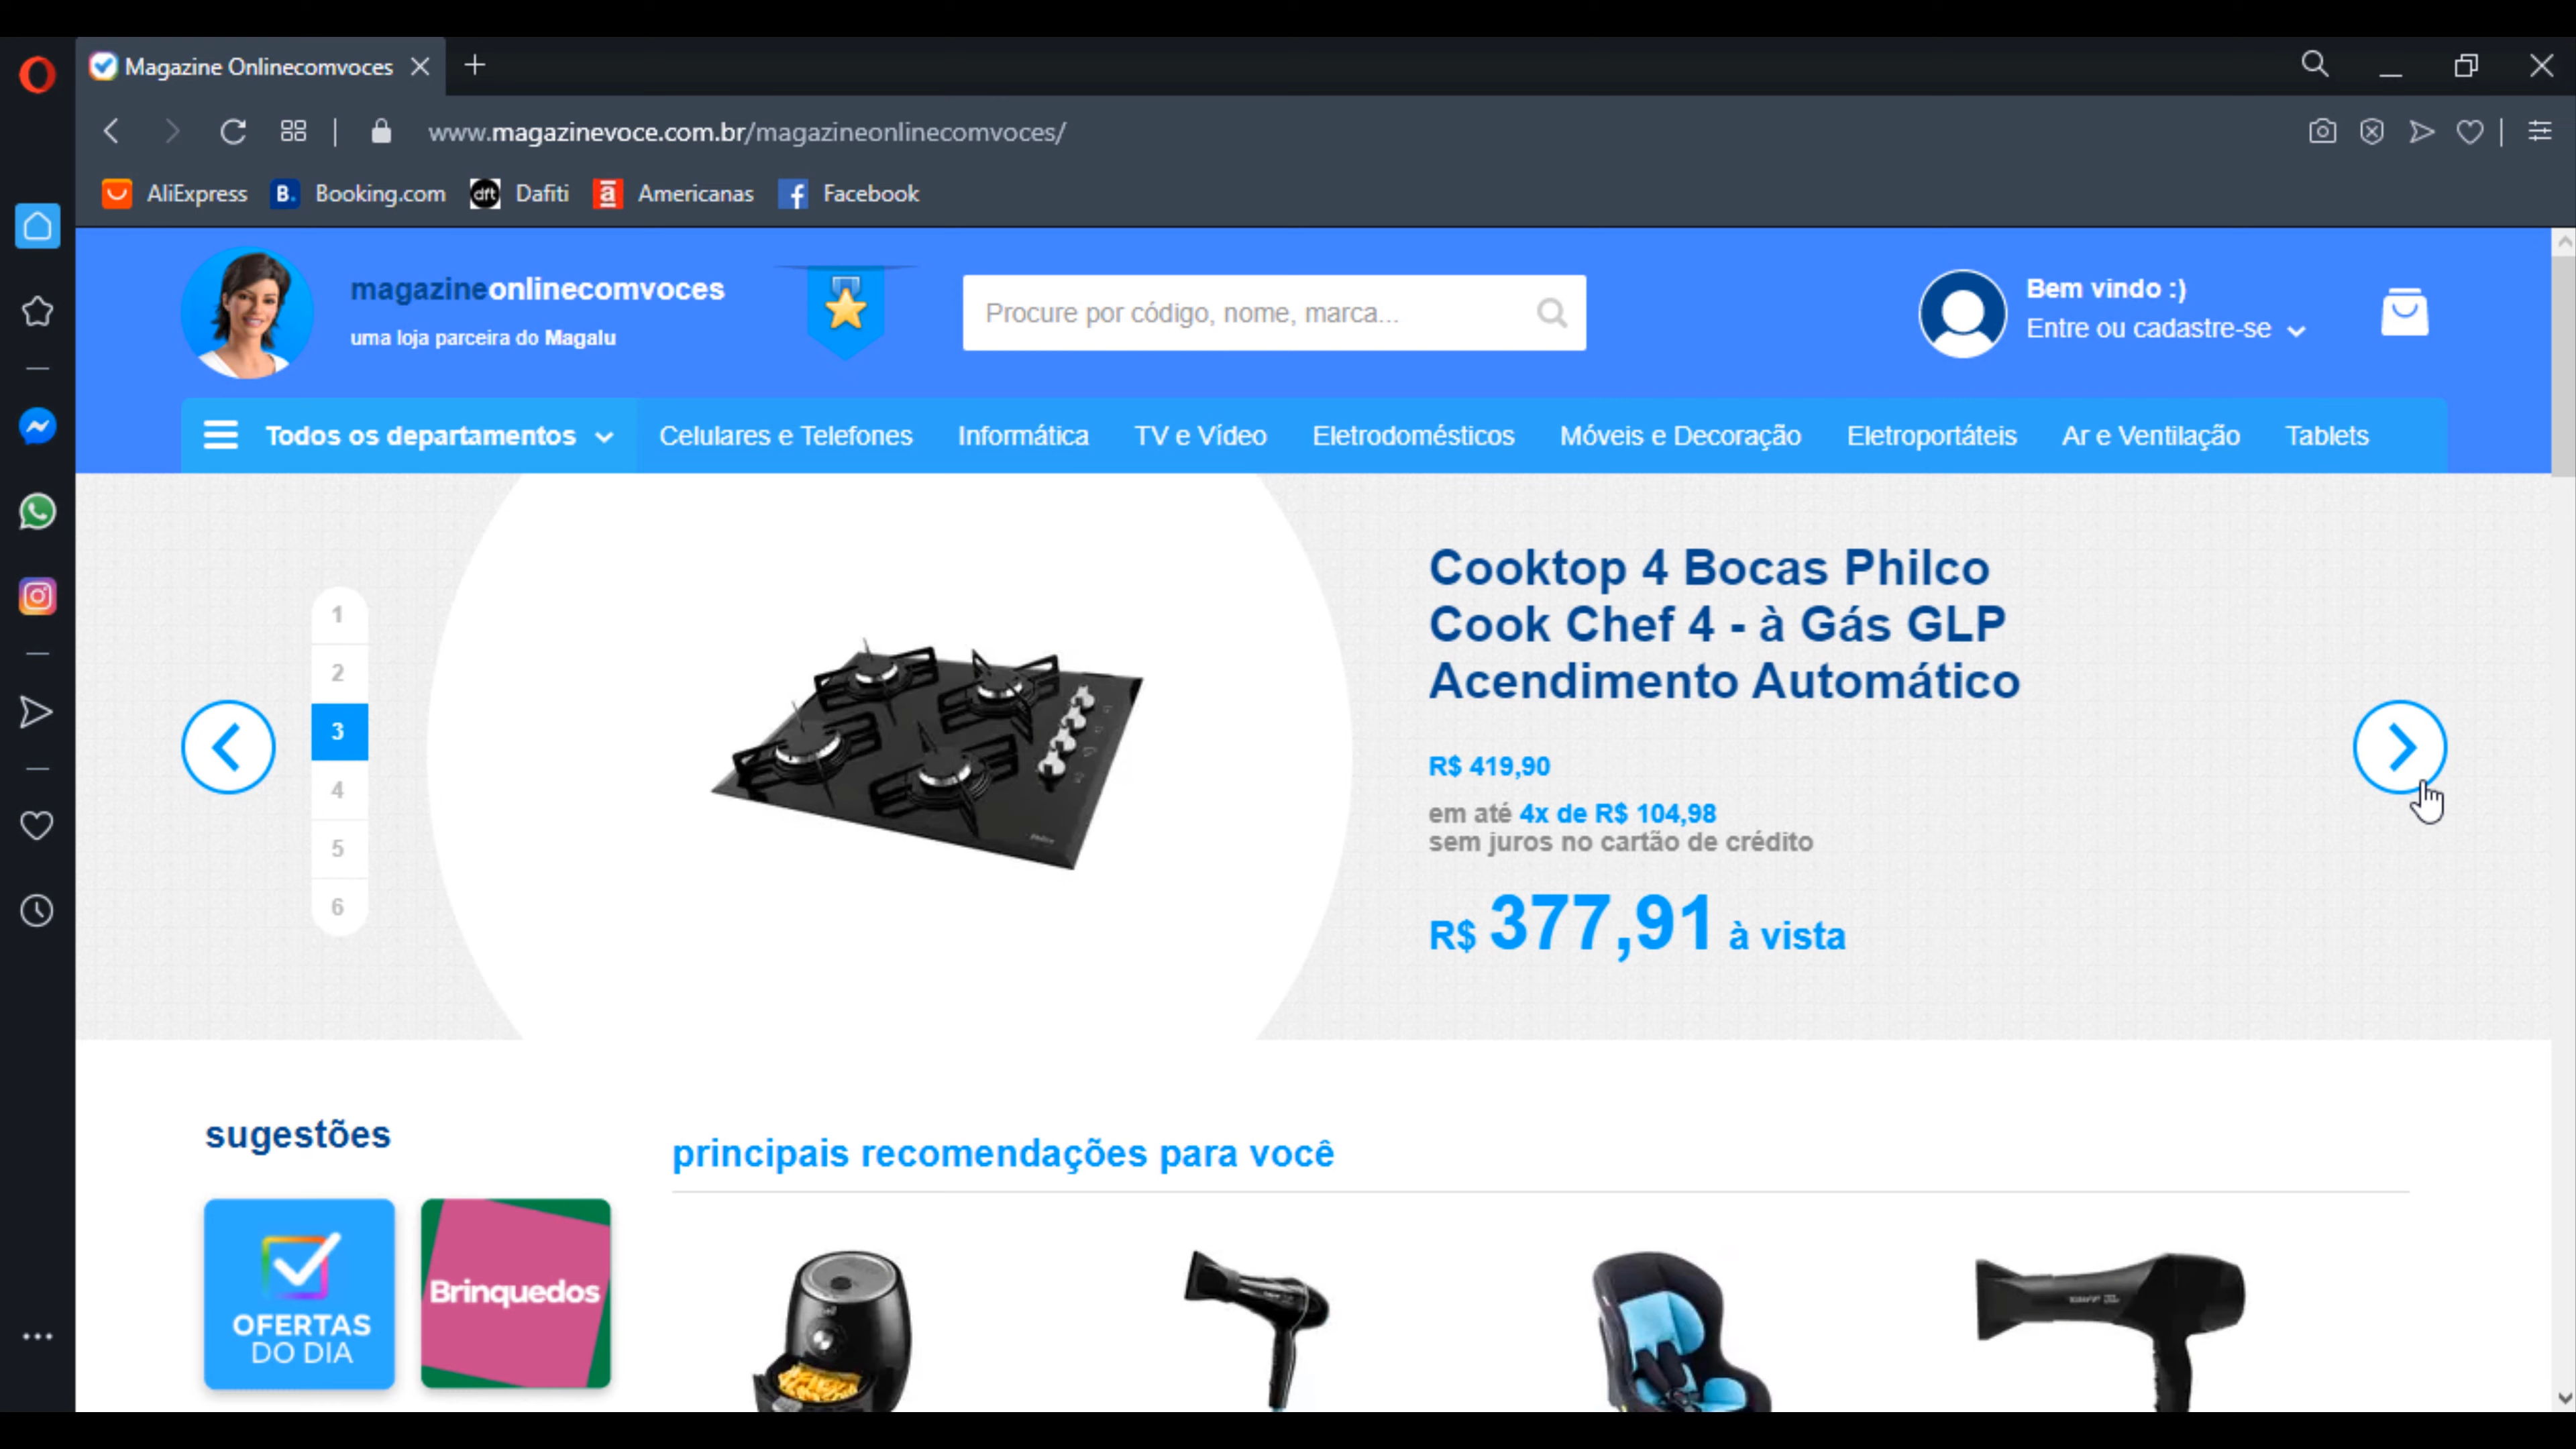 Magazine Onlinecomvoces
www.magazinevoce.com.br/magazineonlinecomvoces/
AliExpress B. Booking.com dft Dafiti a Americanas f Facebook
magazineonlinecomvoces
uma loja parceira do Magalu
Procure por código, nome, marca...
Bem vindo :)
Entre ou cadastre-se
Todos os departamentos Celulares e Telefones Informática TV e Vídeo Eletrodomésticos Móveis e Decoração Eletroportáteis Ar e Ventilação Tablets
1
2
3
4
5
6
Cooktop 4 Bocas Philco
Cook Chef 4 - à Gás GLP
Acendimento Automático
R$ 419,90
em até 4x de R$ 104,98
sem juros no cartão de crédito
R$ 377,91 à vista
sugestões
principais recomendações para você
OFERTAS
DO DIA
Brinquedos